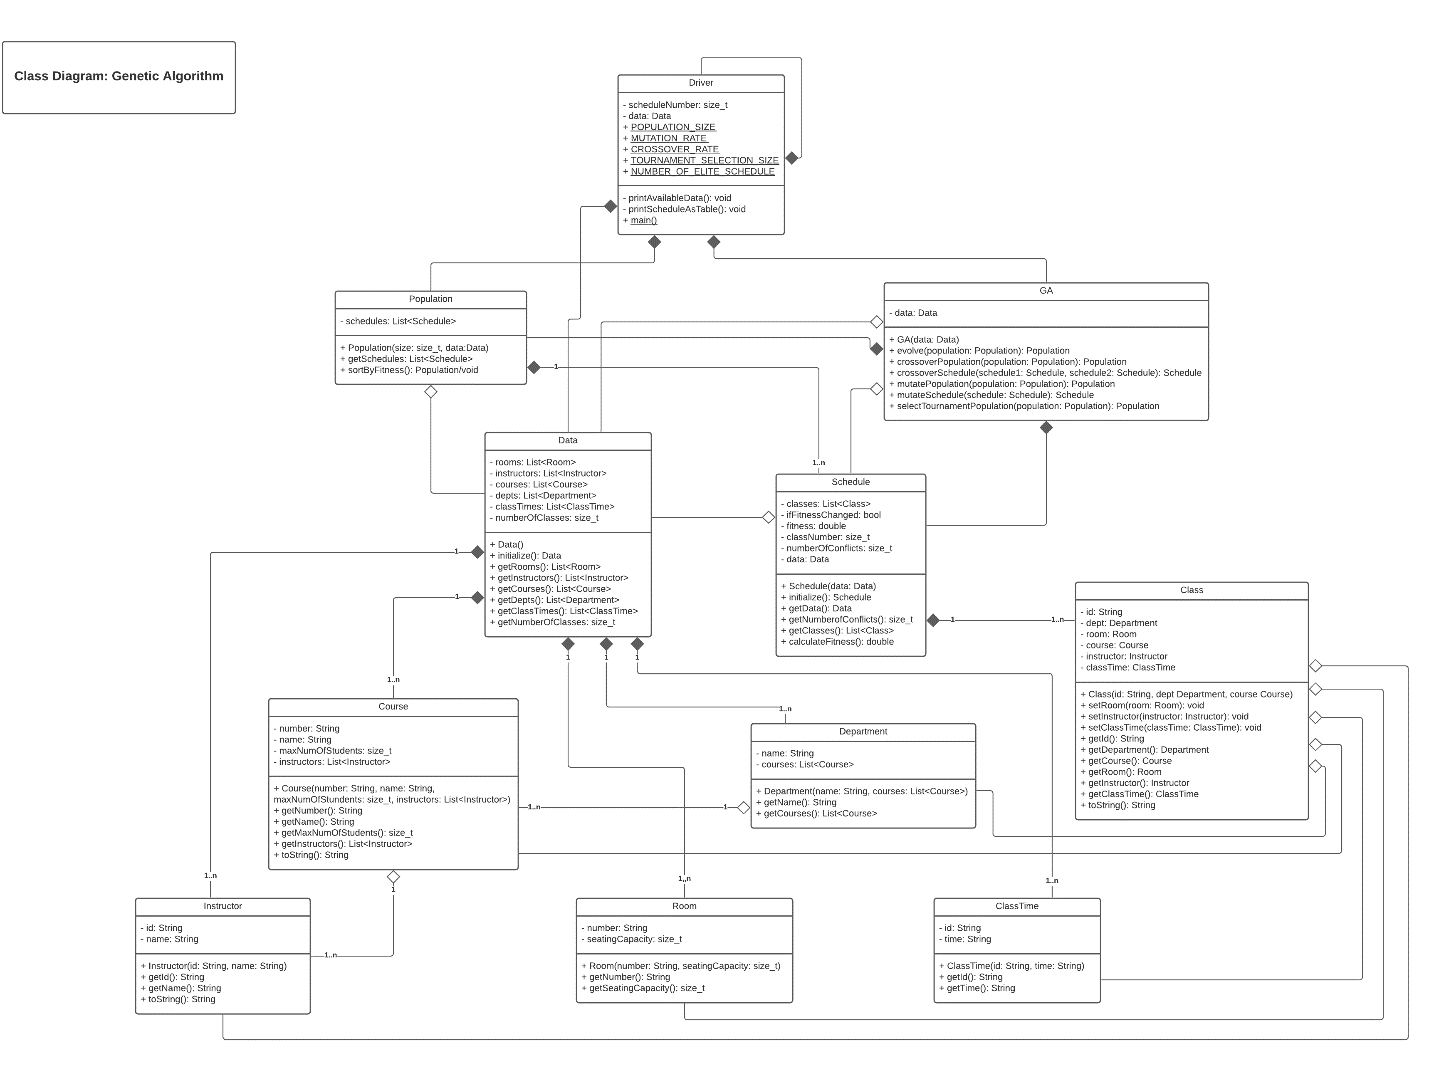 Class Diagram: Genetic Algorithm
Driver
- scheduleNumber: size_t
- data: Data
+ POPULATION_SIZE
+ MUTATION_RATE
+ CROSSOVER_RATE
+ TOURNAMENT_SELECTION_SIZE
+ NUMBER_OF_ELITE_SCHEDULE
- printAvailableData(): void
- printScheduleAsTable(): void
+ main()
Population
- schedules: List<Schedule>
+ Population(size: size_t, data:Data)
+ getSchedules: List<Schedule>
+ sortByFitness(): Population/void
GA
- data: Data
+ GA(data: Data)
+ evolve(population: Population): Population
+ crossoverPopulation(population: Population): Population
+ crossoverSchedule(schedule1: Schedule, schedule2: Schedule): Schedule
+ mutatePopulation(population: Population): Population
+ mutateSchedule(schedule: Schedule): Schedule
+ selectTournamentPopulation(population: Population): Population
1
1..n
Data
- rooms: List<Room>
- instructors: List<Instructor>
- courses: List<Course>
- depts: List<Department>
- classTimes: List<ClassTime>
- numberOfClasses: size_t
+ Data()
+ initialize(): Data
+ getRooms(): List<Room>
+ getInstructors(): List<Instructor>
+ getCourses(): List<Course>
+ getDepts(): List<Department>
+ getClassTimes(): List<ClassTime>
+ getNumberOfClasses: size_t
1
1
1
1
1
Schedule
- classes: List<Class>
- ifFitnessChanged: bool
- fitness: double
- classNumber: size_t
- numberOfConflicts: size_t
- data: Data
+ Schedule(data: Data)
+ initialize(): Schedule
+ getData(): Data
+ getNumberofConflicts(): size_t
+ getClasses(): List<Class>
+ calculateFitness(): double
1
1..n
Class
- id: String
- dept: Department
- room: Room
- course: Course
- instructor: Instructor
- classTime: ClassTime
+ Class(id: String, dept Department, course Course)
+ setRoom(room: Room): void
+ setInstructor(instructor: Instructor): void
+ setClassTime(classTime: ClassTime): void
+ getId(): String
+ getDepartment(): Department
+ getCourse(): Course
+ getRoom(): Room
+ getInstructor(): Instructor
+ getClassTime(): ClassTime
+ toString(): String
1..n
Course
- number: String
- name: String
- maxNumOfStudents: size_t
- instructors: List<Instructor>
+ Course(number: String, name: String,
maxNumOfStundents: size_t, instructors: List<Instructor>)
+ getNumber(): String
+ getName(): String
+ getMaxNumOfStudents(): size_t
+ getInstructors(): List<Instructor>
+ toString(): String
1..n
1
1..n
Department
- name: String
- courses: List<Course>
+ Department(name: String, courses: List<Course>)
+ getName(): String
+ getCourses(): List<Course>
1..n
Instructor
- id: String
- name: String
+ Instructor(id: String, name: String)
+ getId(): String
+ getName(): String
+ toString(): String
1
1..n
1..n
Room
- number: String
- seatingCapacity: size_t
+ Room(number: String, seatingCapacity: size_t)
+ getNumber(): String
+ getSeatingCapacity(): size_t
1..n
ClassTime
- id: String
- time: String
+ ClassTime(id: String, time: String)
+ getId(): String
+ getTime(): String